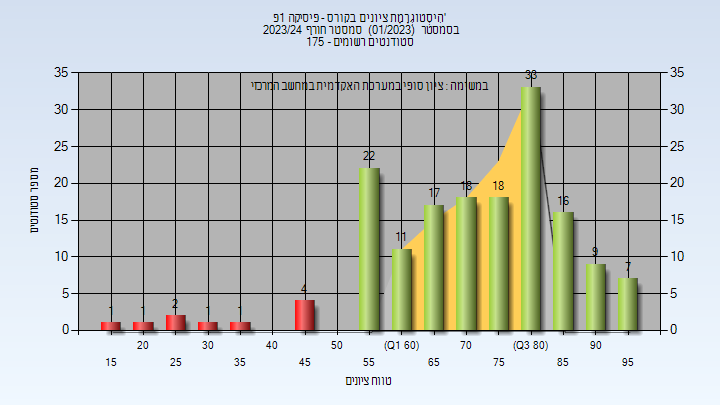 היסטוגרמת ציונים בקורס - פיסיקה 1פ'
בסמסטר (01/2023) סמסטר חורף 2023/24
סטודנטים רשומים - 175
במשימה : ציון סופי במערכת האקדמית במחשב המרכזי
מספר סטודנטים
35 30 25 20 15 10 5 0
35 30 25 20 15 10 5 0
1 1 2 1 1 4 22 11 17 18 18 33 16 9 7
20 30 40 50 (Q1 60) 70 (Q3 80) 90
15 25 35 45 55 65 75 85 95
טווח ציונים